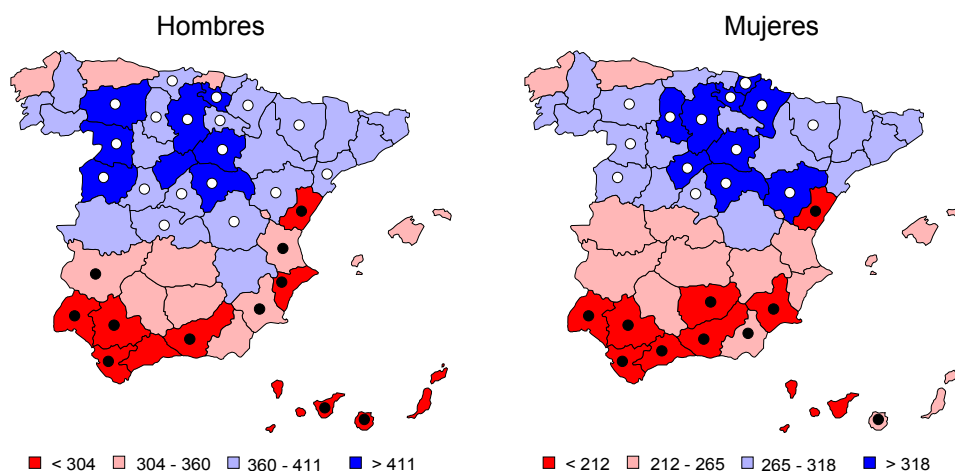 Hombres
Mujeres
< 304 304 - 360 360 - 411 > 411
< 212 212 - 265 265 - 318 > 318